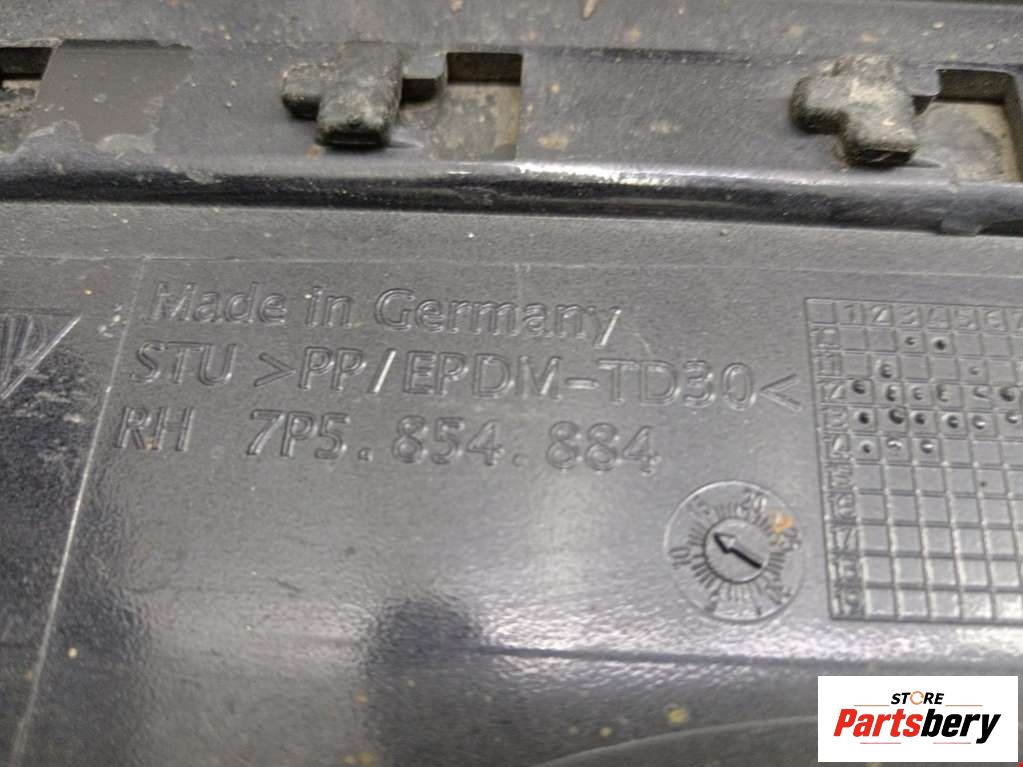 Made in Germany
STU >PP/EPDM-TD30<
RH 7P5.854.884
STORE
Partsbery